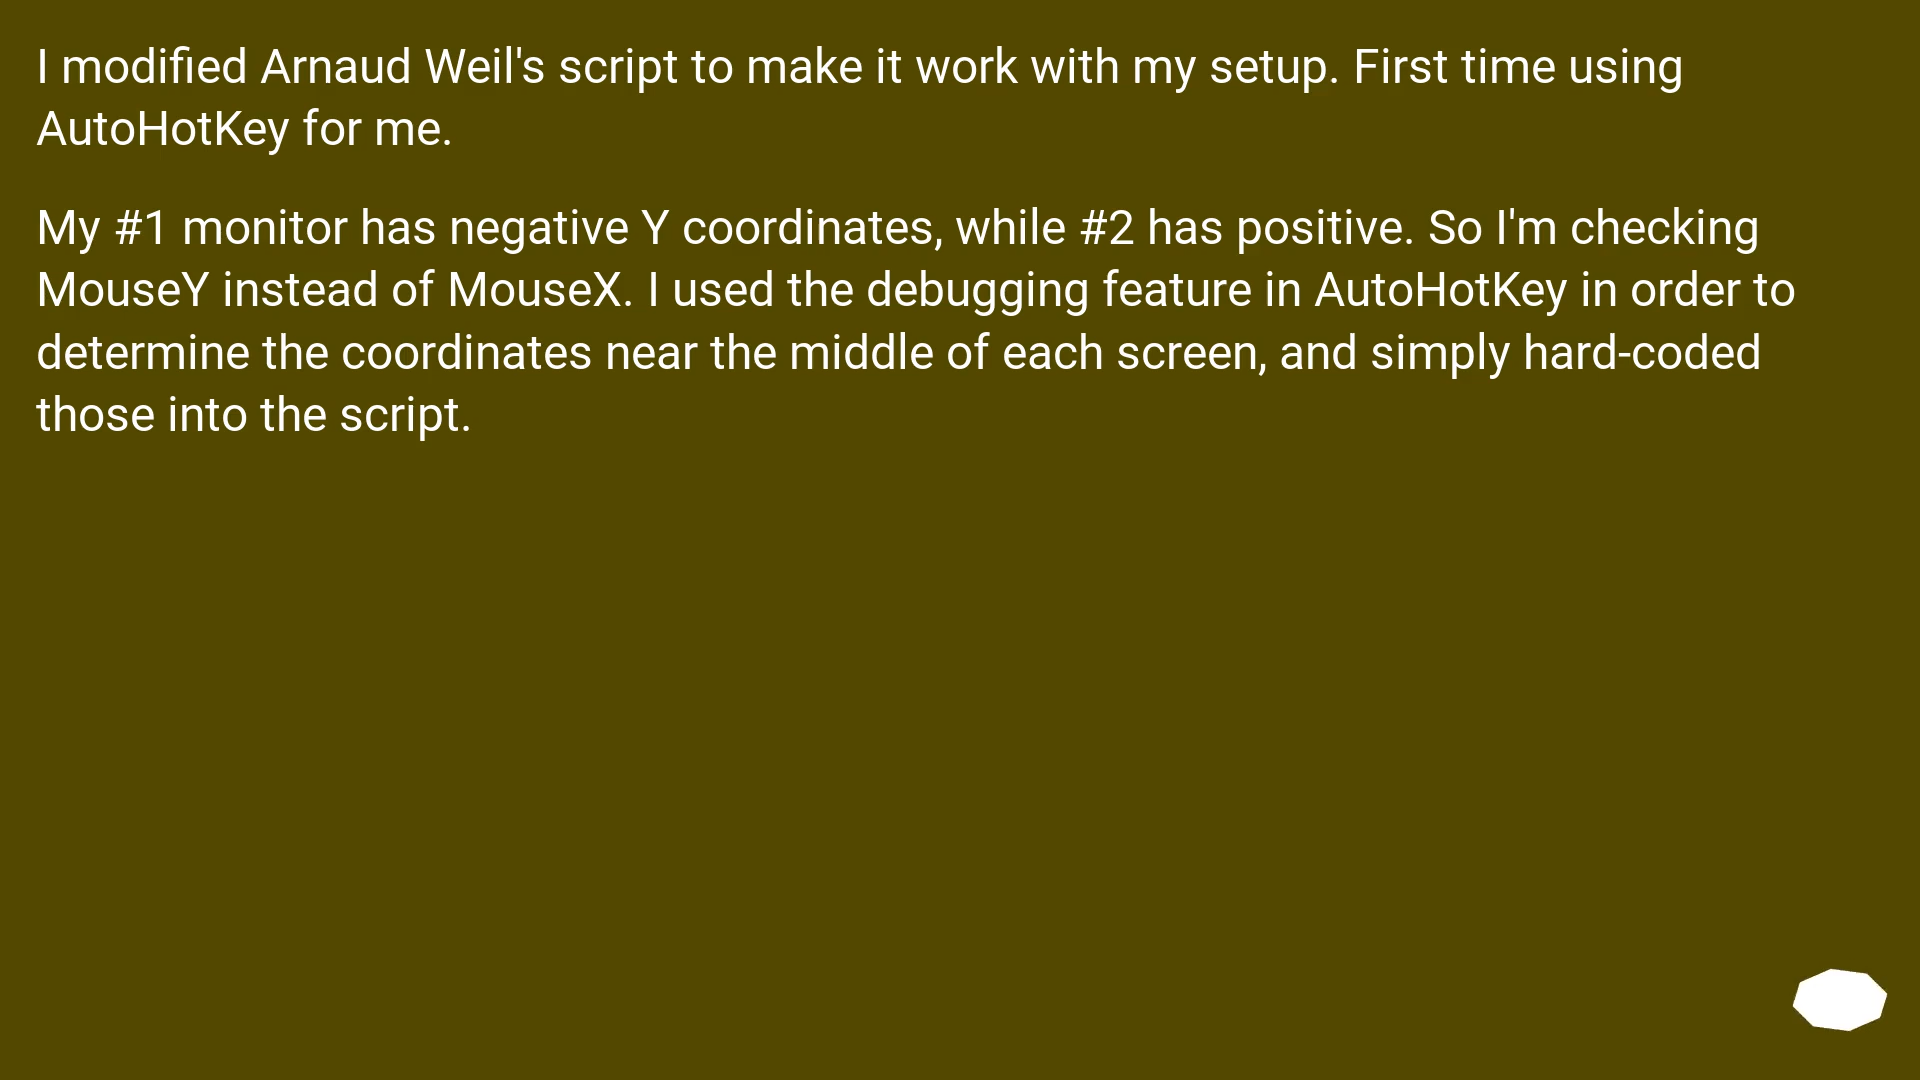 I modified Arnaud Weil's script to make it work with my setup. First time using
AutoHotKey for me.
My #1 monitor has negative Y coordinates, while #2 has positive. So I'm checking
MouseY instead of MouseX. I used the debugging feature in AutoHotKey in order to
determine the coordinates near the middle of each screen, and simply hard-coded
those into the script.